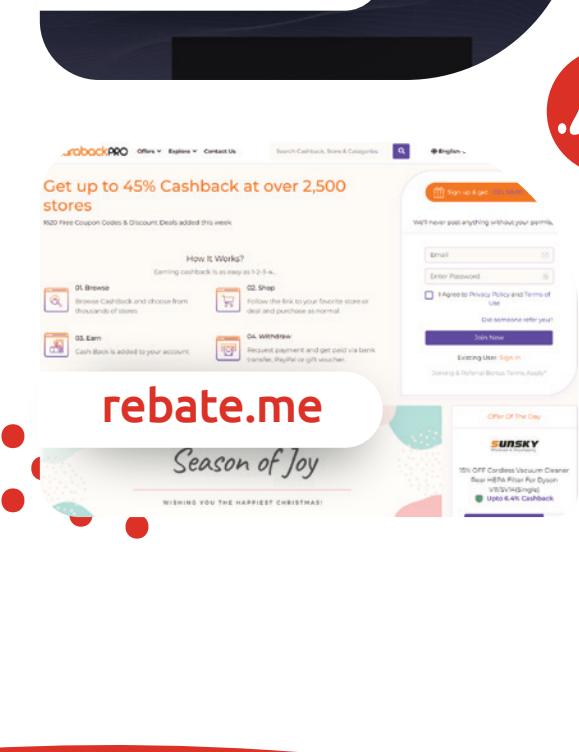 Offers Explore Contact Us Search Cashback, Store & Categories English
Get up to 45% Cashback at over 2,500
stores
1620 Free Coupon Codes & Discount Deals added this week
How It Works?
Earning cashback is as easy as 1-2-3-4...
01. Browse
Browse Cashback and choose from
thousands of stores
02. Shop
Follow the link to your favorite store or
deal and purchase as normal
03. Earn
Cash Back is added to your account
04. Withdraw
Request payment and get paid via bank
transfer, PayPal or gift voucher.
Sign up & get
We'll never post anything without your
Email
Enter Password
I Agree to Privacy Policy and Terms of
Use
Did someone refer you?
Join Now
Existing User Sign In
Joining & Referral Bonus Terms Apply*
rebate.me
Season of Joy
WISHING YOU THE HAPPIEST CHRISTMAS!
Offer Of The Day
SUNSKY
15% OFF Cordless Vacuum Cleaner
Rear HEPA Filter For Dyson
Upto 6.4% Cashback